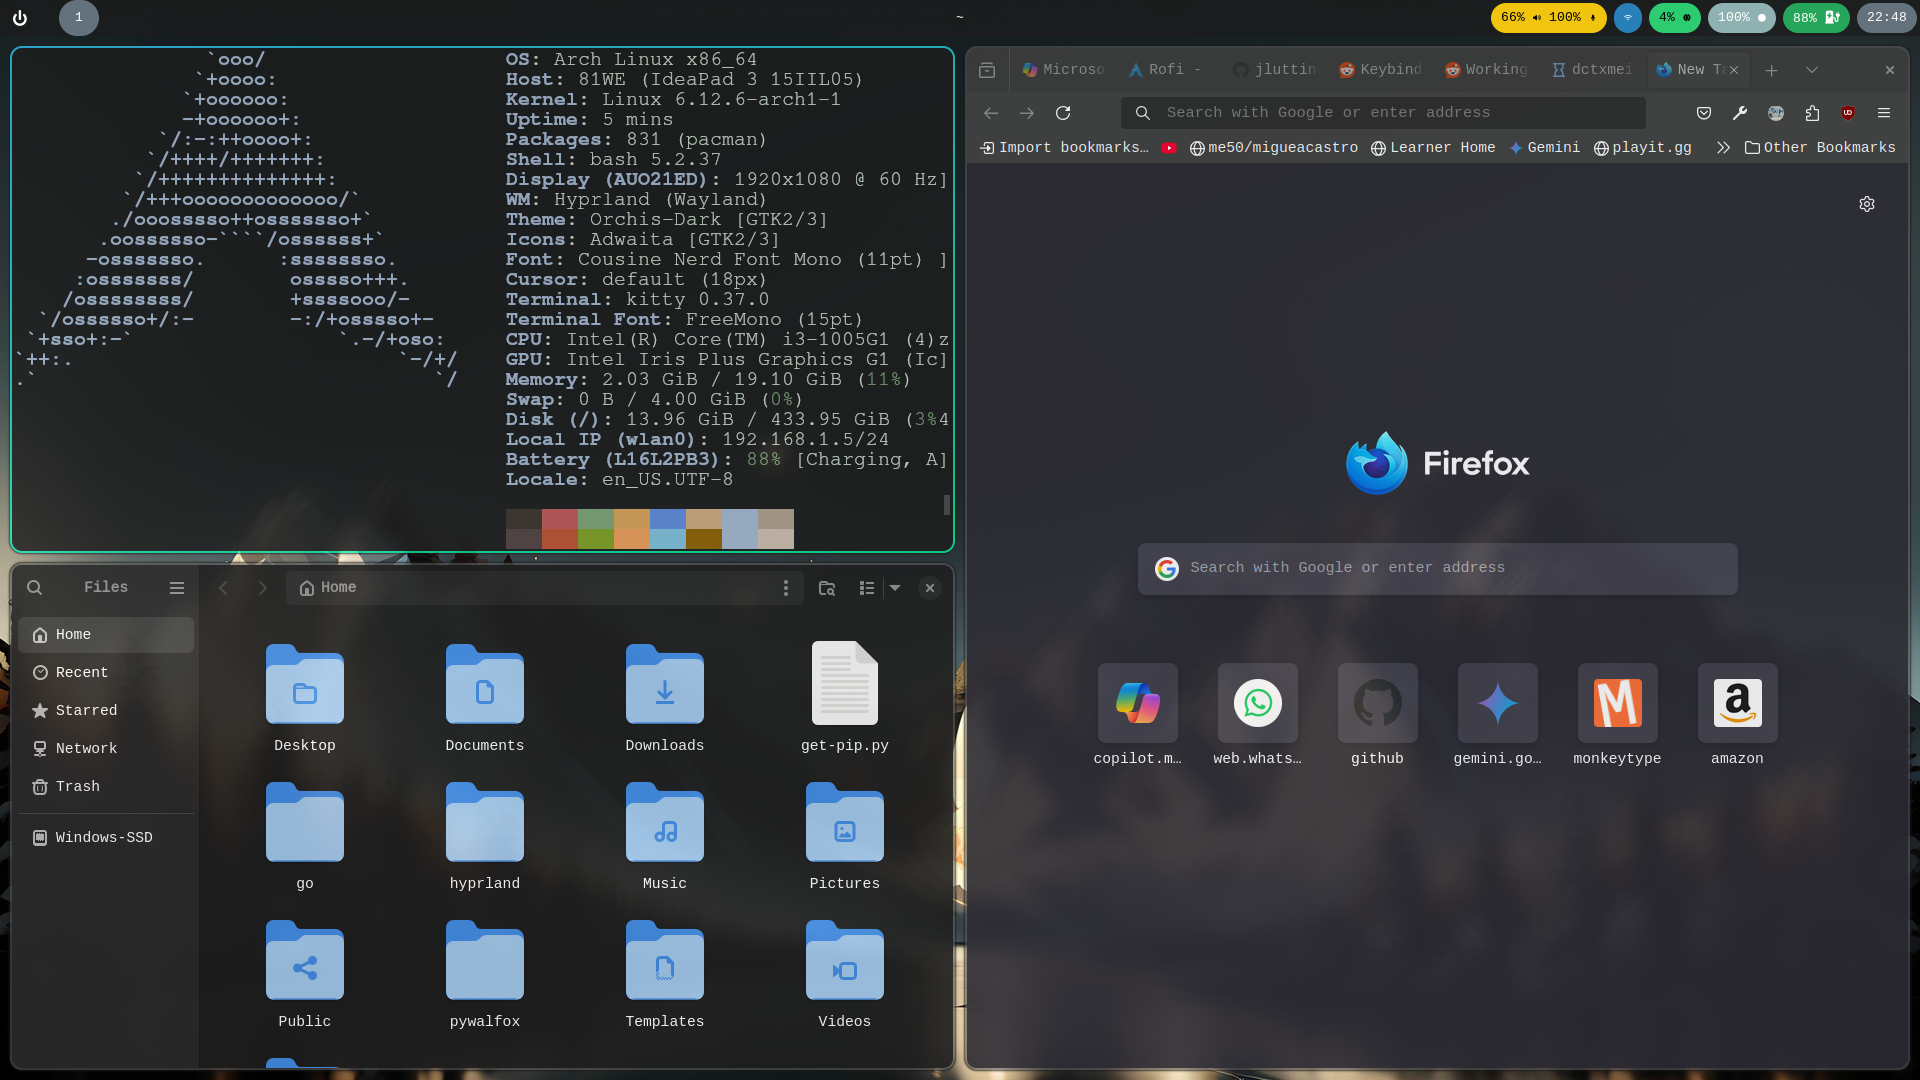 1
~
66% 100%
4%
100%
88%
22:48
`ooo/
`+oooo:
`+oooooo:
-+oooooo+:
`/:-:++oooo+:
`/++++/+++++++:
`/++++++++++++++:
`/+++ooooooooooooo/`
./ooosssso++osssssso+`
.oossssso-````/ossssss+`
-osssssso.      :ssssssso.
:osssssss/        osssso+++.
/ossssssss/        +ssssooo/-
`/ossssso+/:-        -:/+osssso+-
`+sso+:-`                 `.-/+oso:
`++:.                           `-/+/
.`                                 `/
OS: Arch Linux x86_64
Host: 81WE (IdeaPad 3 15IIL05)
Kernel: Linux 6.12.6-arch1-1
Uptime: 5 mins
Packages: 831 (pacman)
Shell: bash 5.2.37
Display (AUO21ED): 1920x1080 @ 60 Hz]
WM: Hyprland (Wayland)
Theme: Orchis-Dark [GTK2/3]
Icons: Adwaita [GTK2/3]
Font: Cousine Nerd Font Mono (11pt) ]
Cursor: default (18px)
Terminal: kitty 0.37.0
Terminal Font: FreeMono (15pt)
CPU: Intel(R) Core(TM) i3-1005G1 (4)z
GPU: Intel Iris Plus Graphics G1 (Ic]
Memory: 2.03 GiB / 19.10 GiB (11%)
Swap: 0 B / 4.00 GiB (0%)
Disk (/): 13.96 GiB / 433.95 GiB (3%4
Local IP (wlan0): 192.168.1.5/24
Battery (L16L2PB3): 88% [Charging, A]
Locale: en_US.UTF-8
Files
Home
Home
Recent
Starred
Network
Trash
Windows-SSD
Desktop
Documents
Downloads
get-pip.py
go
hyprland
Music
Pictures
Public
pywalfox
Templates
Videos
Microso
Rofi -
jluttin
Keybind
Working
dctxmei
New Ta
Search with Google or enter address
Import bookmarks…
me50/migueacastro
Learner Home
Gemini
playit.gg
Other Bookmarks
Firefox
Search with Google or enter address
copilot.m…
web.whats…
github
gemini.go…
monkeytype
amazon